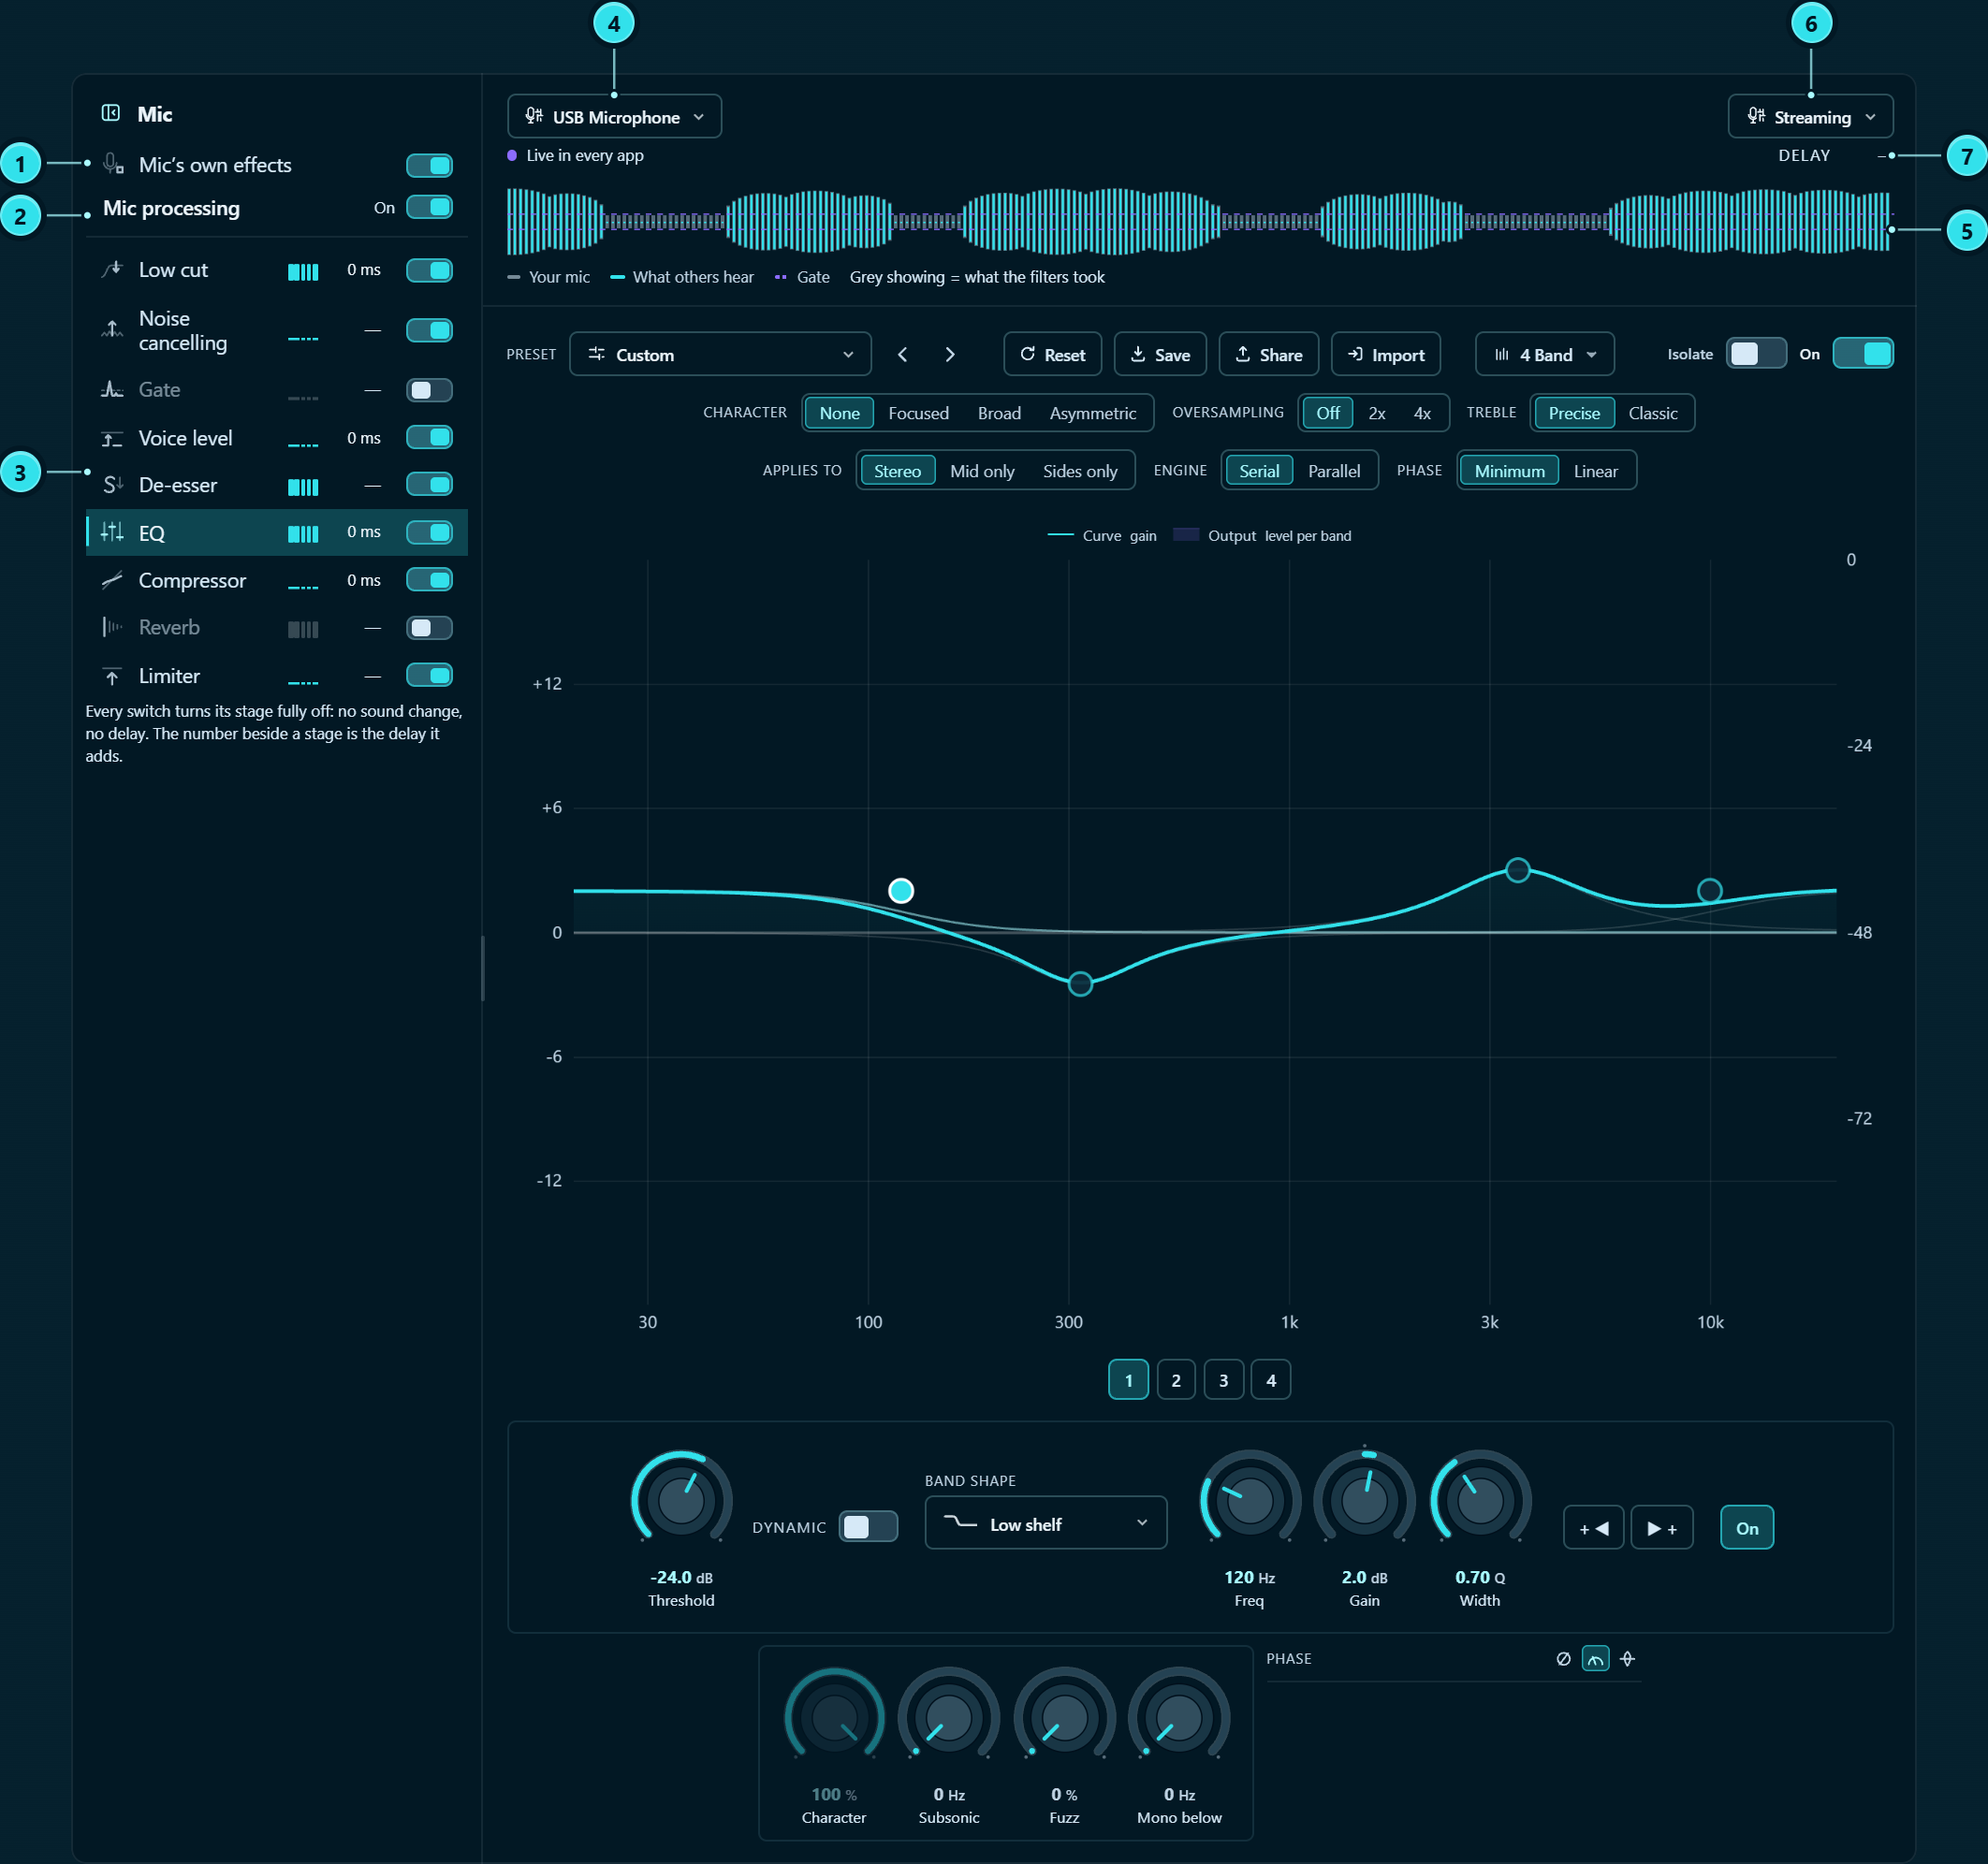 4
6
Mic
USB Microphone
Streaming
1
Mic's own effects
Live in every app
DELAY
–
7
2
Mic processing
On
5
Low cut
0 ms
Your mic
What others hear
Gate
Grey showing = what the filters took
Noise
cancelling
—
PRESET
Custom
Reset
Save
Share
Import
4 Band
Isolate
On
Gate
—
CHARACTER
None
Focused
Broad
Asymmetric
OVERSAMPLING
Off
2x
4x
TREBLE
Precise
Classic
Voice level
0 ms
3
APPLIES TO
Stereo
Mid only
Sides only
ENGINE
Serial
Parallel
PHASE
Minimum
Linear
De-esser
—
EQ
0 ms
Curve gain
Output level per band
Compressor
0 ms
Reverb
—
Limiter
—
Every switch turns its stage fully off: no sound change,
no delay. The number beside a stage is the delay it
adds.
0
+12
-24
+6
0
-48
-6
-72
-12
30
100
300
1k
3k
10k
1
2
3
4
BAND SHAPE
DYNAMIC
Low shelf
+ ◀
▶ +
On
-24.0 dB
Threshold
120 Hz
Freq
2.0 dB
Gain
0.70 Q
Width
PHASE
100 %
Character
0 Hz
Subsonic
0 %
Fuzz
0 Hz
Mono below